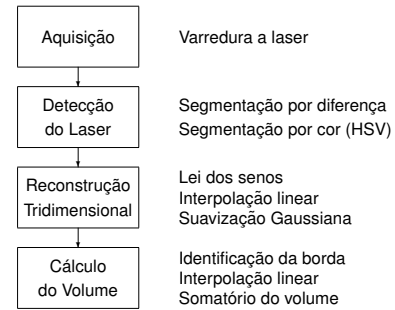 Aquisição
Varredura a laser
Detecção
do Laser
Segmentação por diferença
Segmentação por cor (HSV)
Reconstrução
Tridimensional
Lei dos senos
Interpolação linear
Suavização Gaussiana
Cálculo
do Volume
Identificação da borda
Interpolação linear
Somatório do volume